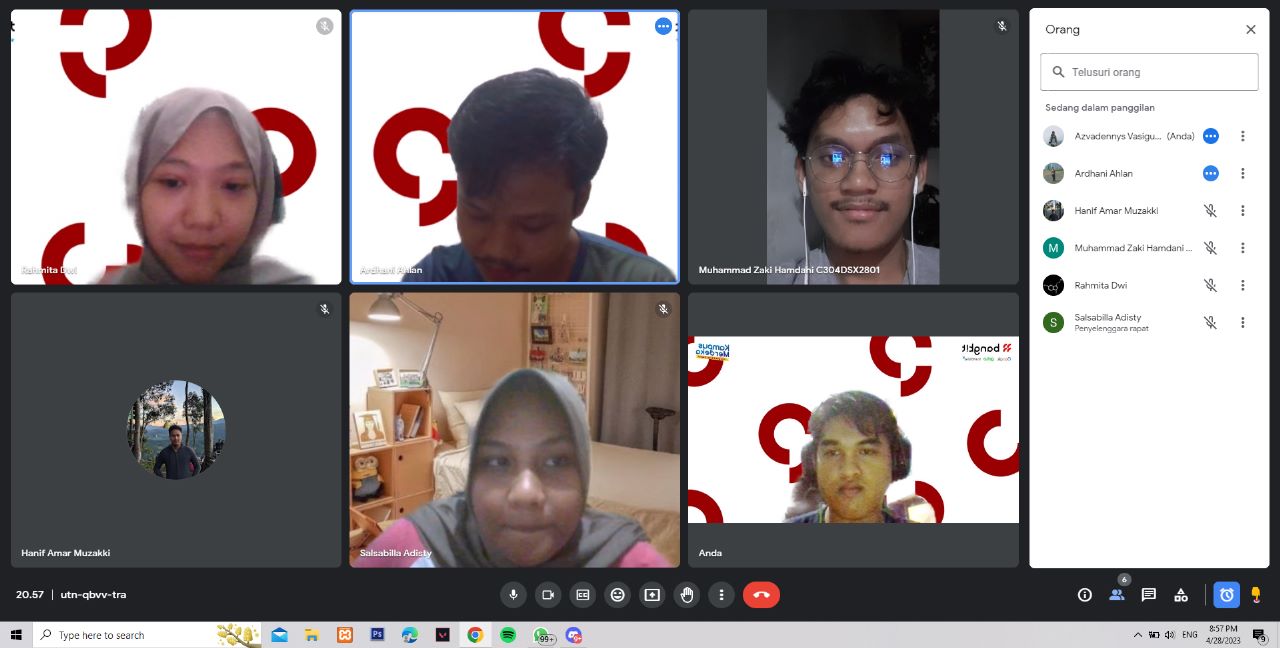 Rahmita Dwi
Ardhani Ahlan
Muhammad Zaki Hamdani C304DSX2801
Hanif Amar Muzakki
Salsabilla Adisty
Kampus
Merdeka
bangkit
Anda
Orang
Telusuri orang
Sedang dalam panggilan
Azvadennys Vasigu... (Anda)
Ardhani Ahlan
Hanif Amar Muzakki
M
Muhammad Zaki Hamdani ...
Rahmita Dwi
S
Salsabilla Adisty
Penyelenggara rapat
20.57 | utn-qbvv-tra
6
Type here to search
Ps
99+
ENG
8:57 PM
4/28/2023
9